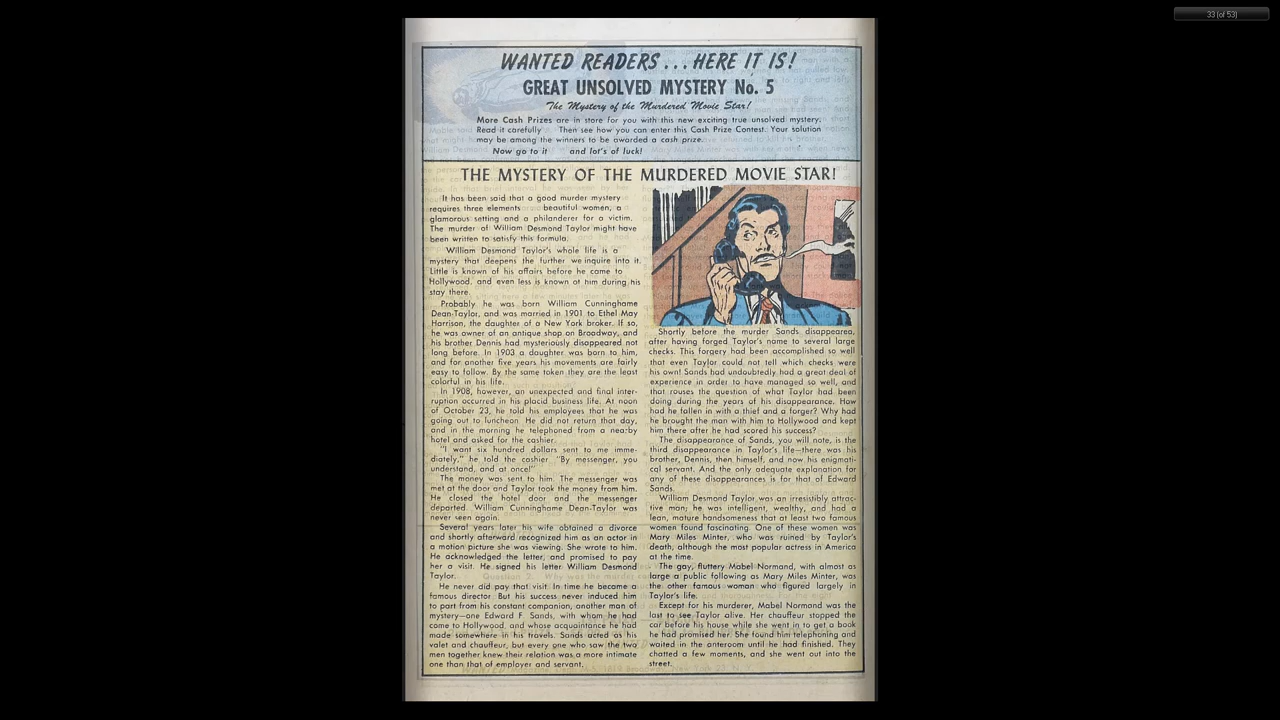 33 (of 53)
WANTED READERS . . . HERE IT IS!
GREAT UNSOLVED MYSTERY No. 5
The Mystery of the Murdered Movie Star!
More Cash Prizes are in store for you with this new exciting true unsolved mystery.
Read it carefully Then see how you can enter this Cash Prize Contest. Your solution
may be among the winners to be awarded a cash prize.
Now go to it and lot's of luck!
THE MYSTERY OF THE MURDERED MOVIE STAR!
It has been said that a good murder mystery
requires three elements beautiful women, a
glamorous setting and a philanderer for a victim.
The murder of William Desmond Taylor might have
been written to satisfy this formula.
William Desmond Taylor's whole life is a
mystery that deepens the further we inquire into it.
Little is known of his affairs before he came to
Hollywood, and even less is known of him during his
stay there.
Probably he was born William Cunninghame
Dean-Taylor, and was married in 1901 to Ethel May
Harrison, the daughter of a New York broker. If so,
he was owner of an antique shop on Broadway, and
his brother Dennis had mysteriously disappeared not
long before. In 1903 a daughter was born to him,
and for another five years his movements are fairly
easy to follow. By the same token they are the least
colorful in his life.
In 1908, however, an unexpected and final inter-
ruption occurred in his placid business life. At noon
of October 23, he told his employees that he was
going out to luncheon. He did not return that day,
and in the morning he telephoned from a nearby
hotel and asked for the cashier.
"I want six hundred dollars sent to me imme-
diately," he told the cashier. "By messenger, you
understand, and at once!"
The money was sent to him. The messenger was
met at the door and Taylor took the money from him.
He closed the hotel door and the messenger
departed. William Cunninghame Dean-Taylor was
never seen again.
Several years later his wife obtained a divorce
and shortly afterward recognized him as an actor in
a motion picture she was viewing. She wrote to him.
He acknowledged the letter, and promised to pay
her a visit. He signed his letter William Desmond
Taylor.
He never did pay that visit. In time he became a
famous director. But his success never induced him
to part from his constant companion, another man of
mystery—one Edward F. Sands, with whom he had
come to Hollywood, and whose acquaintance he had
made somewhere in his travels. Sands acted as his
valet and chauffeur, but every one who saw the two
men together knew their relation was a more intimate
one than that of employer and servant.
Shortly before the murder Sands disappeared,
after having forged Taylor's name to several large
checks. This forgery had been accomplished so well
that even Taylor could not tell which checks were
his own! Sands had undoubtedly had a great deal of
experience in order to have managed so well, and
that rouses the question of what Taylor had been
doing during the years of his disappearance. How
had he fallen in with a thief and a forger? Why had
he brought the man with him to Hollywood and kept
him there after he had scored his success?
The disappearance of Sands, you will note, is the
third disappearance in Taylor's life—there was his
brother, Dennis, then himself, and now his enigmati-
cal servant. And the only adequate explanation for
any of these disappearances is for that of Edward
Sands.
William Desmond Taylor was an irresistibly attrac-
tive man; he was intelligent, wealthy, and had a
lean, mature handsomeness that at least two famous
women found fascinating. One of these women was
Mary Miles Minter, who was ruined by Taylor's
death, although the most popular actress in America
at the time.
The gay, fluttery Mabel Normand, with almost as
large a public following as Mary Miles Minter, was
the other famous woman who figured largely in
Taylor's life.
Except for his murderer, Mabel Normand was the
last to see Taylor alive. Her chauffeur stopped the
car before his house while she went in to get a book
he had promised her. She found him telephoning and
waited in the anteroom until he had finished. They
chatted a few moments, and she went out into the
street.